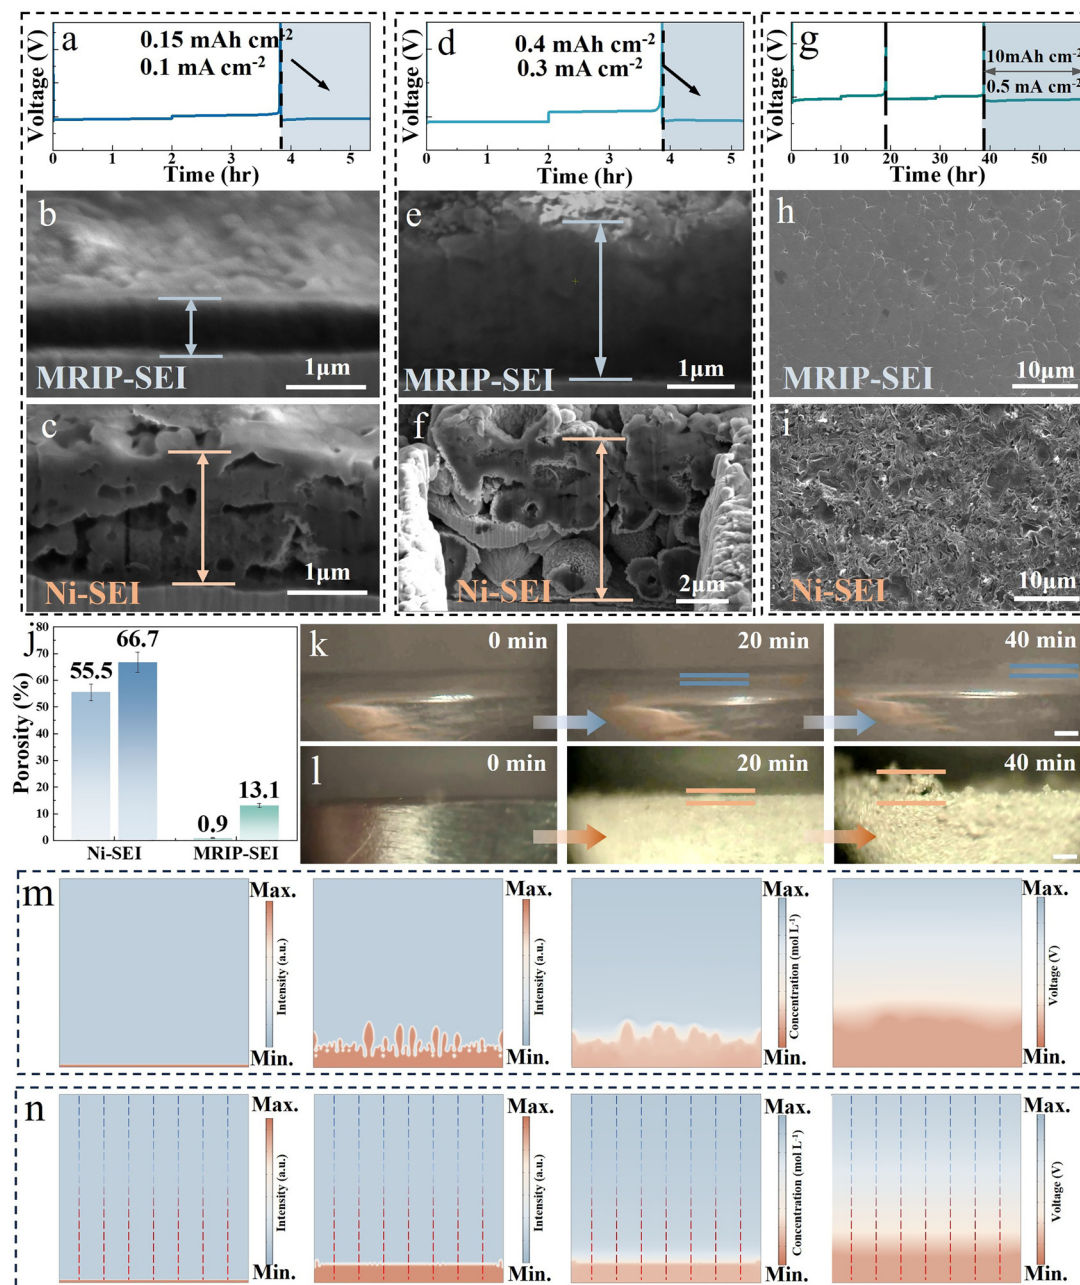 a
0.15 mAh cm⁻²
0.1 mA cm⁻²
Voltage (V)
0 1 2 3 4 5
Time (hr)
d
0.4 mAh cm⁻²
0.3 mA cm⁻²
Voltage (V)
0 1 2 3 4 5
Time (hr)
g
10mAh cm⁻²
0.5 mA cm⁻²
Voltage (V)
0 10 20 30 40 50
Time (hr)
b
MRIP-SEI
1μm
e
MRIP-SEI
1μm
h
MRIP-SEI
10μm
c
Ni-SEI
1μm
f
Ni-SEI
2μm
i
Ni-SEI
10μm
j
Porosity (%)
80
70
60
50
40
30
20
10
0
55.5
66.7
0.9
13.1
Ni-SEI
MRIP-SEI
k
0 min
20 min
40 min
l
0 min
20 min
40 min
m
Max.
Intensity (a.u.)
Min.
Max.
Intensity (a.u.)
Min.
Max.
Concentration (mol L⁻¹)
Min.
Max.
Voltage (V)
Min.
n
Max.
Intensity (a.u.)
Min.
Max.
Intensity (a.u.)
Min.
Max.
Concentration (mol L⁻¹)
Min.
Max.
Voltage (V)
Min.